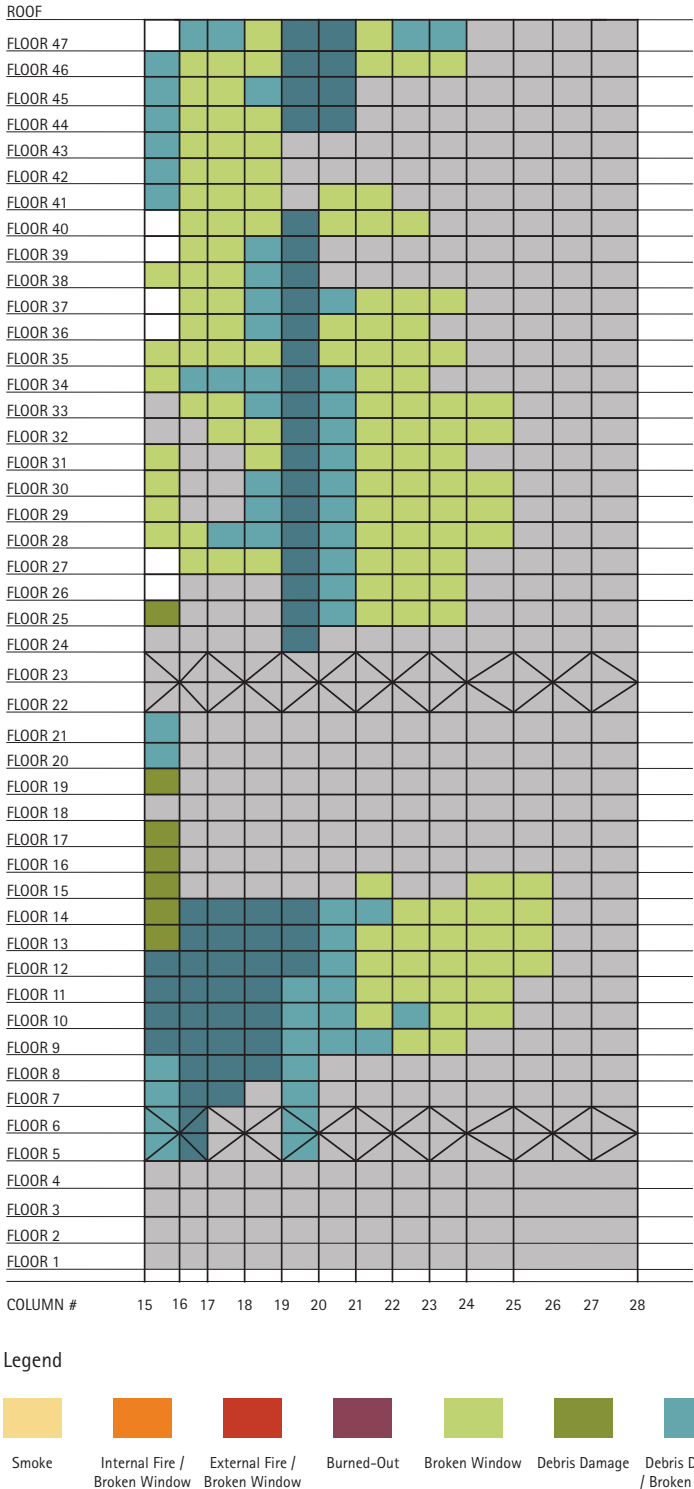 ROOF
FLOOR 47
FLOOR 46
FLOOR 45
FLOOR 44
FLOOR 43
FLOOR 42
FLOOR 41
FLOOR 40
FLOOR 39
FLOOR 38
FLOOR 37
FLOOR 36
FLOOR 35
FLOOR 34
FLOOR 33
FLOOR 32
FLOOR 31
FLOOR 30
FLOOR 29
FLOOR 28
FLOOR 27
FLOOR 26
FLOOR 25
FLOOR 24
FLOOR 23
FLOOR 22
FLOOR 21
FLOOR 20
FLOOR 19
FLOOR 18
FLOOR 17
FLOOR 16
FLOOR 15
FLOOR 14
FLOOR 13
FLOOR 12
FLOOR 11
FLOOR 10
FLOOR 9
FLOOR 8
FLOOR 7
FLOOR 6
FLOOR 5
FLOOR 4
FLOOR 3
FLOOR 2
FLOOR 1
COLUMN # 15 16 17 18 19 20 21 22 23 24 25 26 27 28
Legend
Smoke
Internal Fire /
Broken Window
External Fire /
Broken Window
Burned-Out
Broken Window
Debris Damage
Debris D
/ Broken